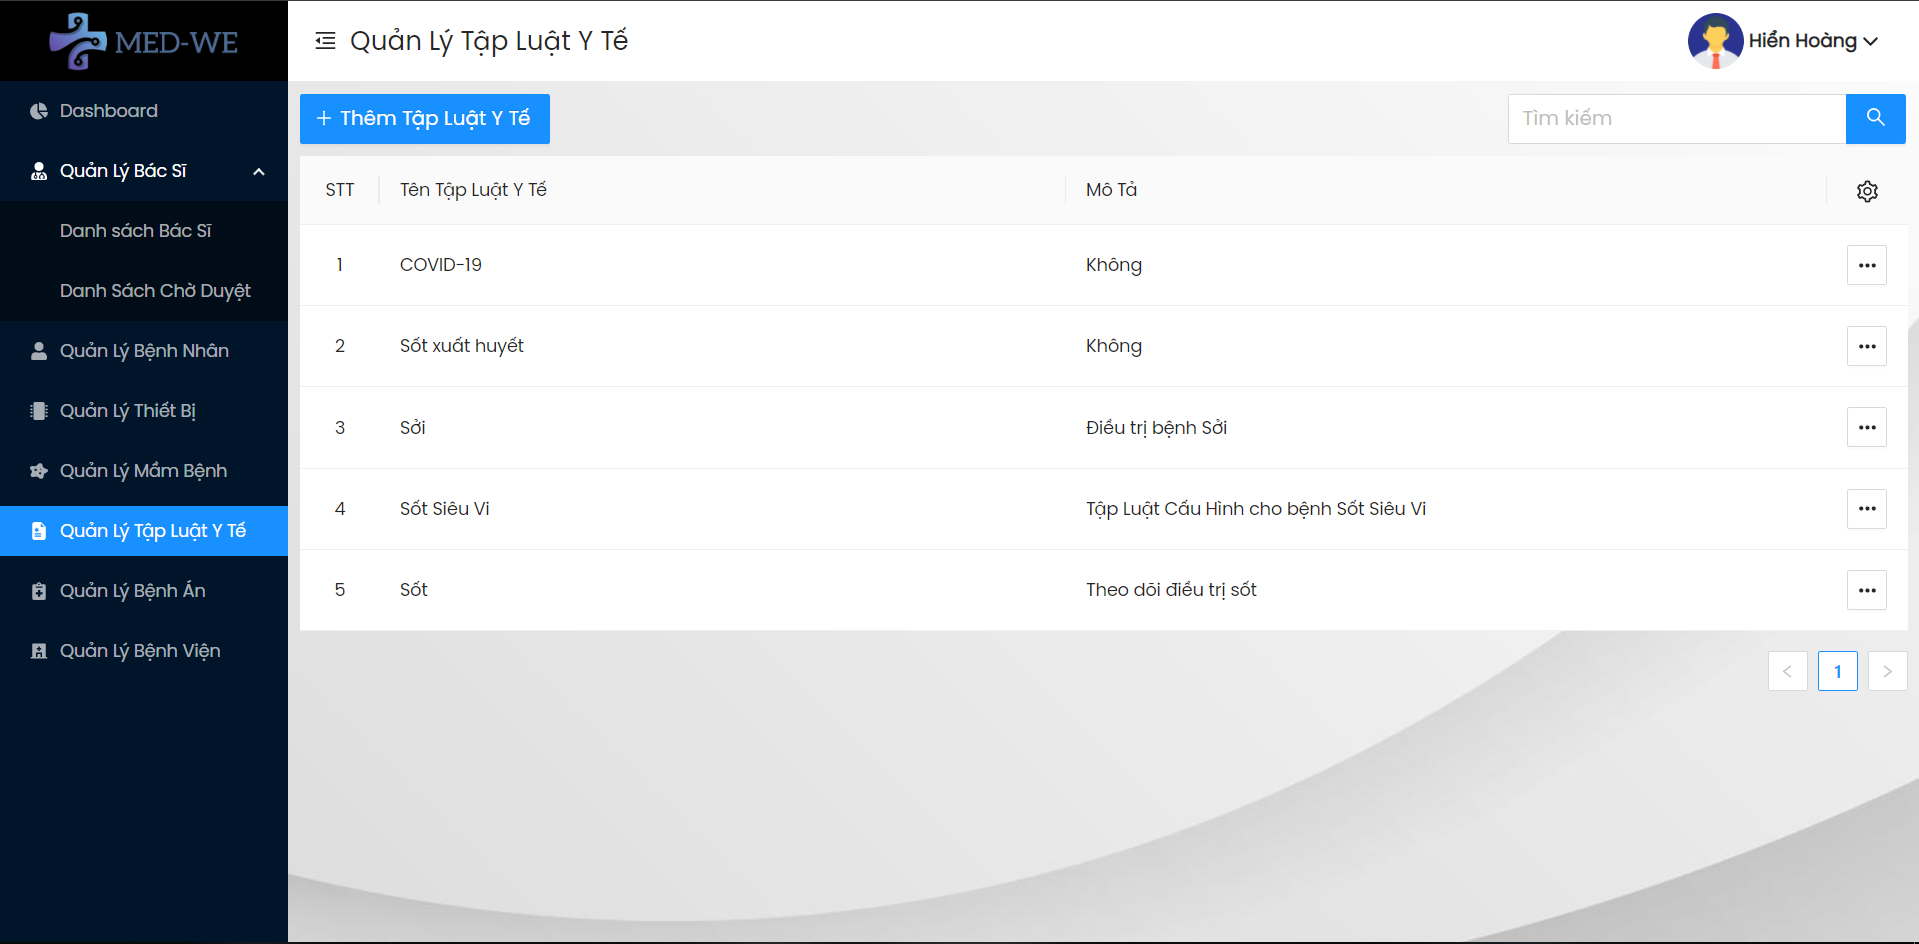 MED-WE
Quản Lý Tập Luật Y Tế
Hiển Hoàng
Dashboard
Quản Lý Bác Sĩ
Danh sách Bác Sĩ
Danh Sách Chờ Duyệt
Quản Lý Bệnh Nhân
Quản Lý Thiết Bị
Quản Lý Mầm Bệnh
Quản Lý Tập Luật Y Tế
Quản Lý Bệnh Án
Quản Lý Bệnh Viện
+ Thêm Tập Luật Y Tế
Tìm kiếm
STT Tên Tập Luật Y Tế Mô Tả
1 COVID-19 Không
2 Sốt xuất huyết Không
3 Sởi Điều trị bệnh Sởi
4 Sốt Siêu Vi Tập Luật Cấu Hình cho bệnh Sốt Siêu Vi
5 Sốt Theo dõi điều trị sốt
< 1 >